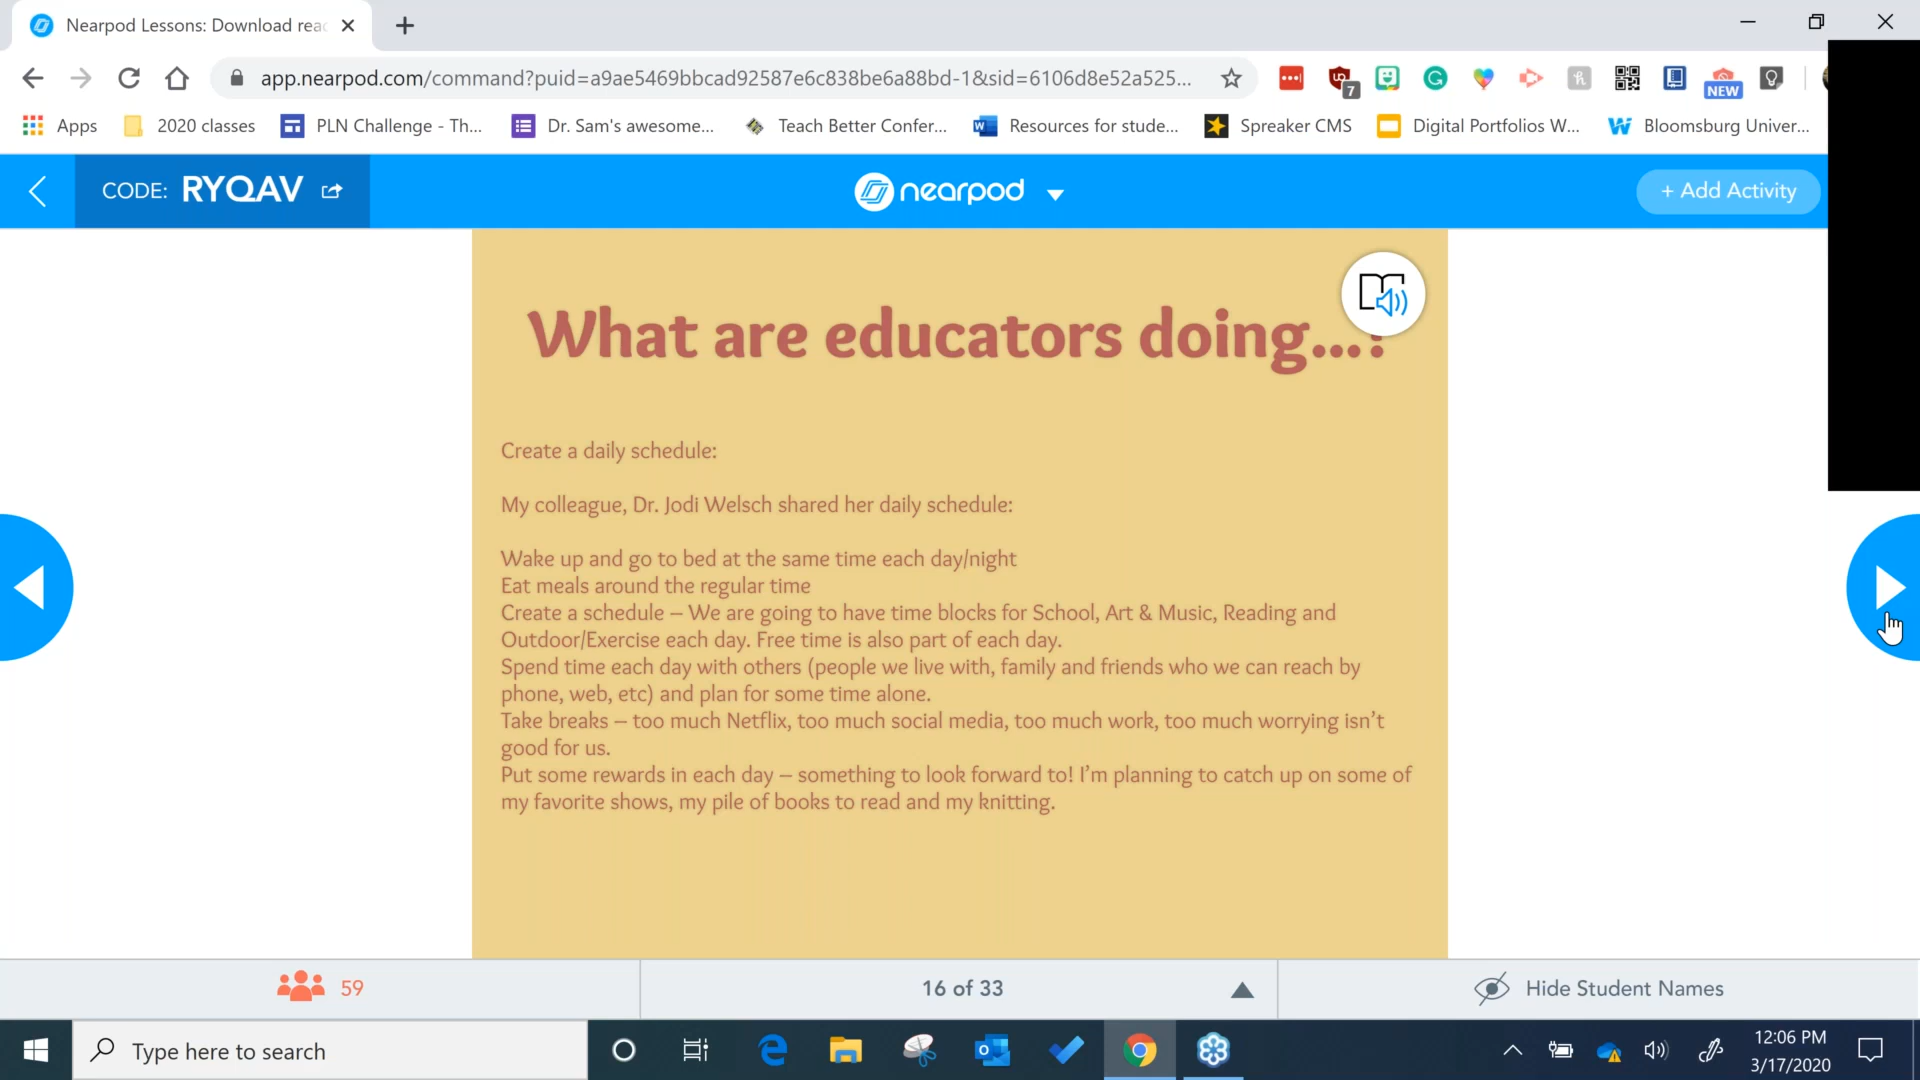 Nearpod Lessons: Download reac
app.nearpod.com/command?puid=a9ae5469bbcad92587e6c838be6a88bd-1&sid=6106d8e52a525...
7
NEW
Apps
2020 classes
PLN Challenge - Th...
Dr. Sam's awesome...
Teach Better Confer...
Resources for stude...
Spreaker CMS
Digital Portfolios W...
Bloomsburg Univer...
CODE: RYQAV
nearpod
+ Add Activity
What are educators doing...?
Create a daily schedule:
My colleague, Dr. Jodi Welsch shared her daily schedule:
Wake up and go to bed at the same time each day/night
Eat meals around the regular time
Create a schedule – We are going to have time blocks for School, Art & Music, Reading and
Outdoor/Exercise each day. Free time is also part of each day.
Spend time each day with others (people we live with, family and friends who we can reach by
phone, web, etc) and plan for some time alone.
Take breaks – too much Netflix, too much social media, too much work, too much worrying isn't
good for us.
Put some rewards in each day – something to look forward to! I'm planning to catch up on some of
my favorite shows, my pile of books to read and my knitting.
59
16 of 33
Hide Student Names
Type here to search
12:06 PM
3/17/2020